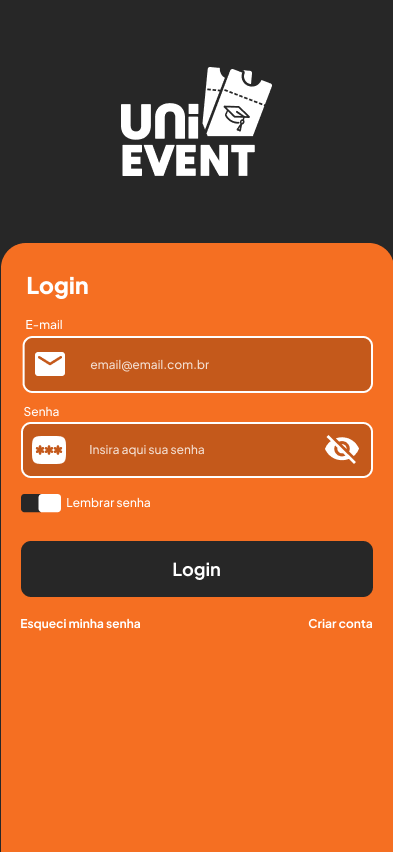 UNi
EVENT
Login
E-mail
email@email.com.br
Senha
***
Insira aqui sua senha
Lembrar senha
Login
Esqueci minha senha
Criar conta